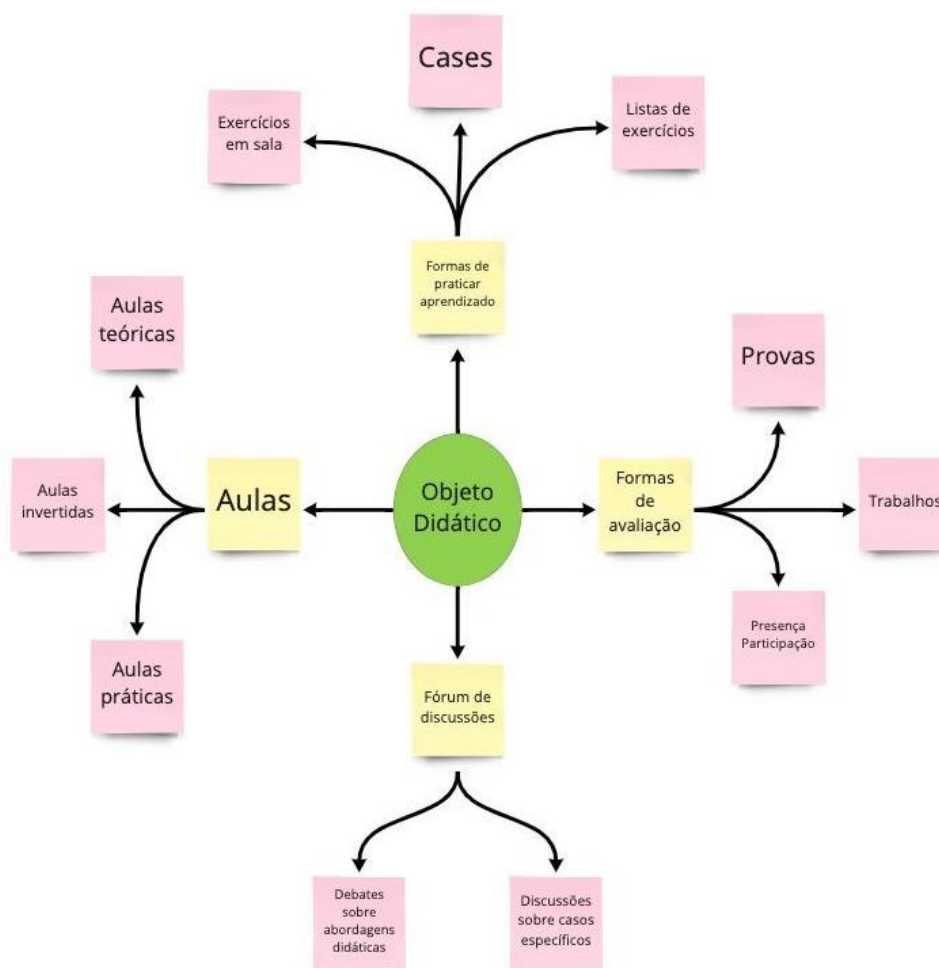 Cases
Exercícios
em sala
Listas de
exercícios
Formas de
praticar
aprendizado
Aulas
teóricas
Provas
Aulas
invertidas
Aulas
Objeto
Didático
Formas
de
avaliação
Trabalhos
Aulas
práticas
Presença
Participação
Fórum de
discussões
Debates
sobre
abordagens
didáticas
Discussões
sobre casos
específicos